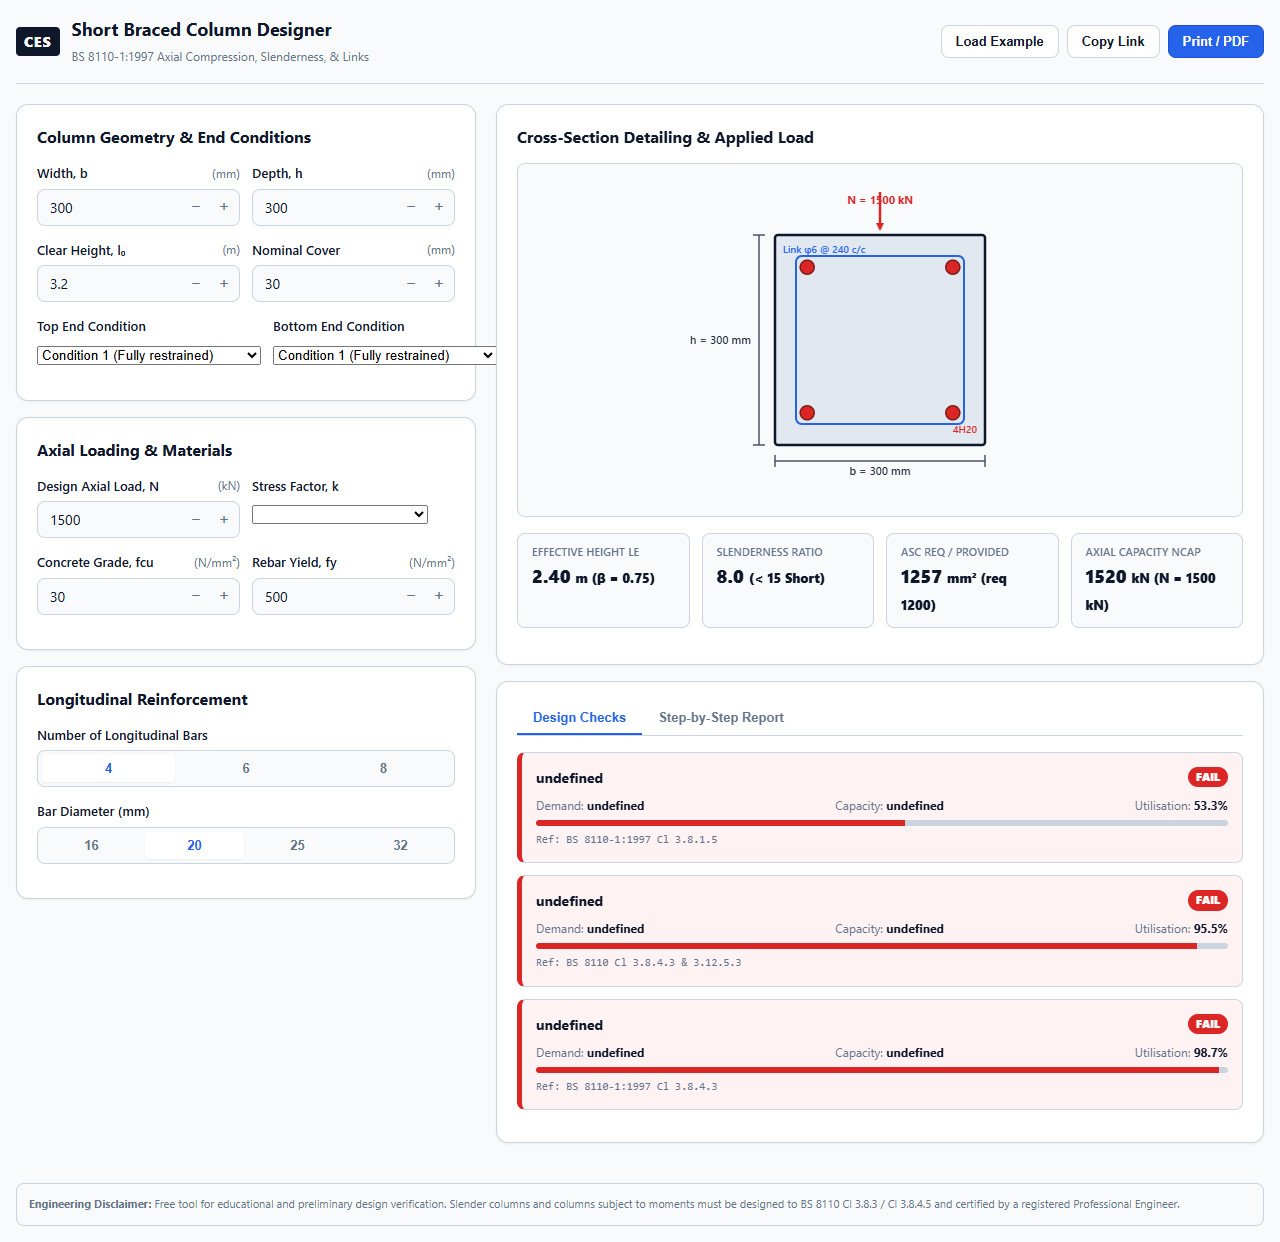 CES
Short Braced Column Designer
BS 8110-1:1997 Axial Compression, Slenderness, & Links
Load Example
Copy Link
Print / PDF
Column Geometry & End Conditions
Width, b (mm)
Depth, h (mm)
300 − +
300 − +
Clear Height, l₀ (m)
Nominal Cover (mm)
3.2 − +
30 − +
Top End Condition
Bottom End Condition
Condition 1 (Fully restrained)
Condition 1 (Fully restrained)
Axial Loading & Materials
Design Axial Load, N (kN)
Stress Factor, k
1500 − +
Concrete Grade, fcu (N/mm²)
Rebar Yield, fy (N/mm²)
30 − +
500 − +
Longitudinal Reinforcement
Number of Longitudinal Bars
4 6 8
Bar Diameter (mm)
16 20 25 32
Cross-Section Detailing & Applied Load
N = 1500 kN
Link φ6 @ 240 c/c
h = 300 mm
4H20
b = 300 mm
EFFECTIVE HEIGHT LE
2.40 m (β = 0.75)
SLENDERNESS RATIO
8.0 (< 15 Short)
ASC REQ / PROVIDED
1257 mm² (req
1200)
AXIAL CAPACITY NCAP
1520 kN (N = 1500
kN)
Design Checks
Step-by-Step Report
undefined FAIL
Demand: undefined Capacity: undefined Utilisation: 53.3%
Ref: BS 8110-1:1997 Cl 3.8.1.5
undefined FAIL
Demand: undefined Capacity: undefined Utilisation: 95.5%
Ref: BS 8110 Cl 3.8.4.3 & 3.12.5.3
undefined FAIL
Demand: undefined Capacity: undefined Utilisation: 98.7%
Ref: BS 8110-1:1997 Cl 3.8.4.3
Engineering Disclaimer: Free tool for educational and preliminary design verification. Slender columns and columns subject to moments must be designed to BS 8110 Cl 3.8.3 / Cl 3.8.4.5 and certified by a registered Professional Engineer.